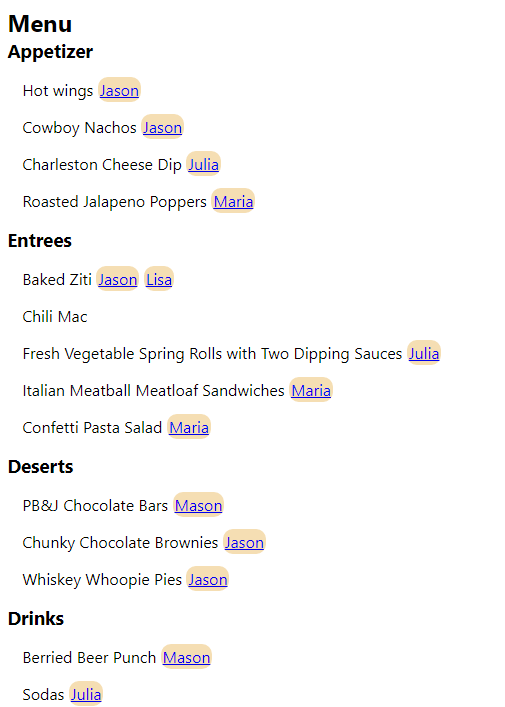 Menu
Appetizer
Hot wings Jason
Cowboy Nachos Jason
Charleston Cheese Dip Julia
Roasted Jalapeno Poppers Maria
Entrees
Baked Ziti Jason Lisa
Chili Mac
Fresh Vegetable Spring Rolls with Two Dipping Sauces Julia
Italian Meatball Meatloaf Sandwiches Maria
Confetti Pasta Salad Maria
Deserts
PB&J Chocolate Bars Mason
Chunky Chocolate Brownies Jason
Whiskey Whoopie Pies Jason
Drinks
Berried Beer Punch Mason
Sodas Julia